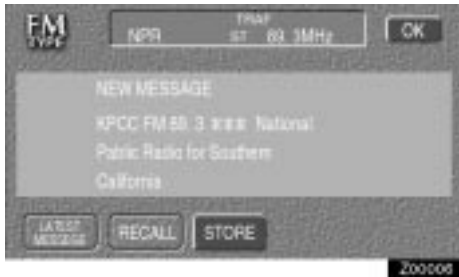 FM
TYPE
NPR
TRAF
ST 89.3MHz
OK
NEW MESSAGE
KPCC FM 89. 3 *** National
Public Radio for Southern
California
LATEST
MESSAGE
RECALL
STORE
Z00006